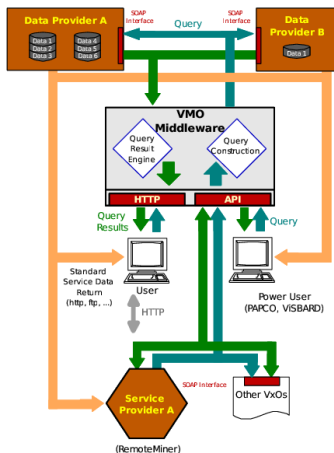 Data Provider A
SOAP
Interface
Query
SOAP
Interface
Data
Provider B
Data 1
Data 2
Data 3
Data 4
Data 5
Data 6
Data 1
VMO
Middleware
Query
Result
Engine
Query
Construction
HTTP
API
Query
Results
Query
Standard
Service Data
Return
(http, ftp, ...)
User
Power User
(PAPCO, ViSBARD)
HTTP
Service
Provider A
SOAP Interface
Other VxOs
(RemoteMiner)